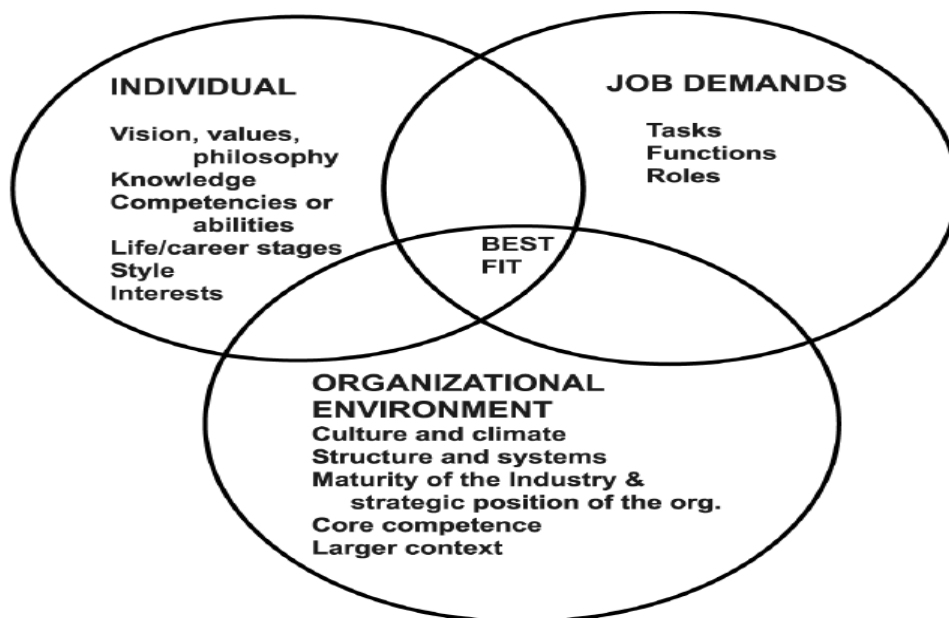 INDIVIDUAL
Vision, values,
philosophy
Knowledge
Competencies or
abilities
Life/career stages
Style
Interests
JOB DEMANDS
Tasks
Functions
Roles
BEST
FIT
ORGANIZATIONAL
ENVIRONMENT
Culture and climate
Structure and systems
Maturity of the Industry &
strategic position of the org.
Core competence
Larger context